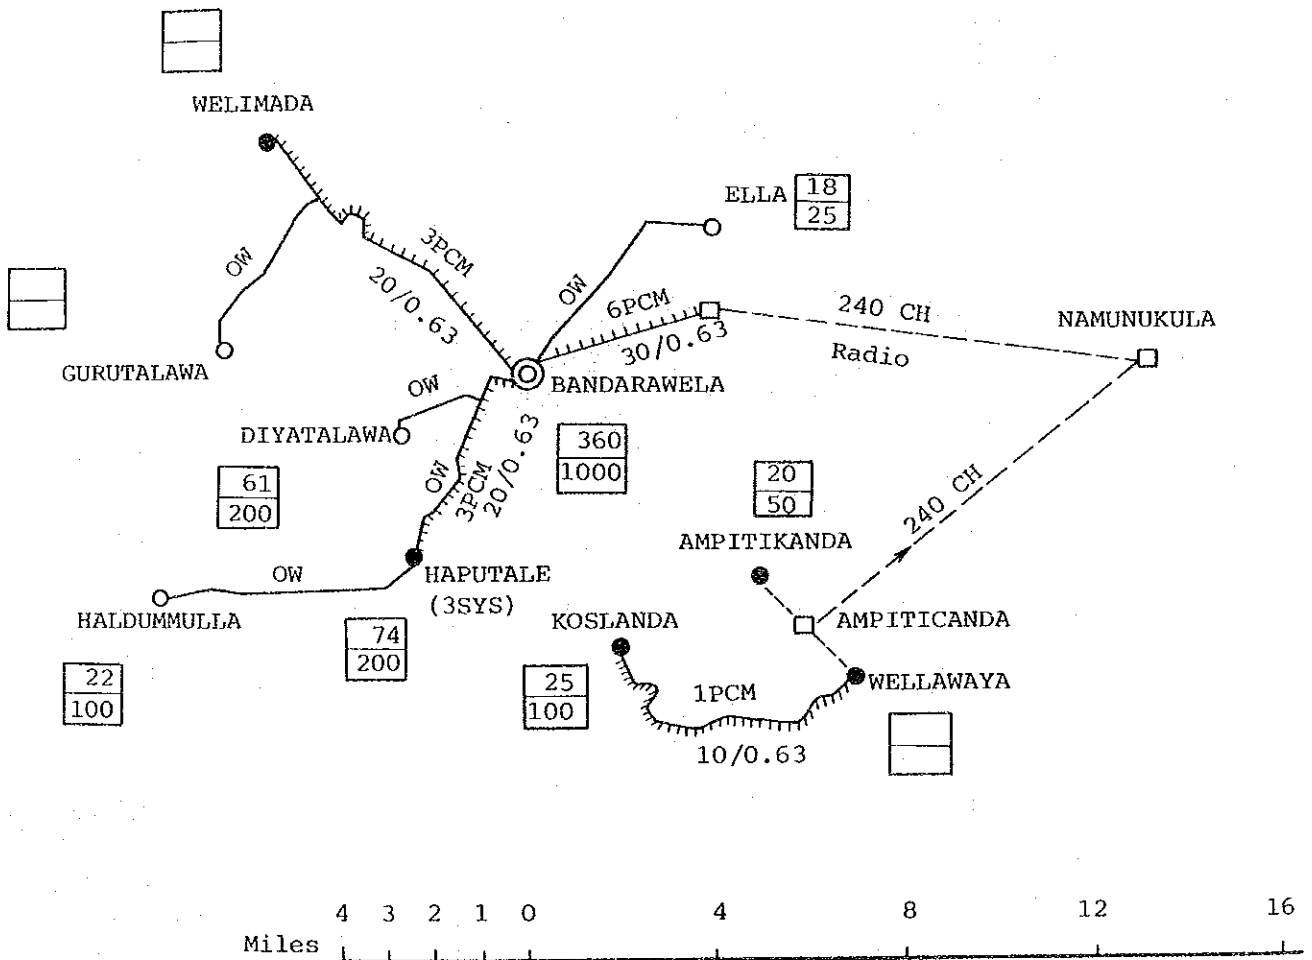 WELIMADA
ELLA
18
25
OW
3PCM
20/0.63
OW
6PCM
30/0.63
240 CH
Radio
NAMUNUKULA
GURUTALAWA
BANDARAWELA
OW
DIYATALAWA
360
1000
61
200
OW
3PCM
20/0.63
20
50
240 CH
AMPITIKANDA
HAPUTALE
(3SYS)
OW
HALDUMMULLA
74
200
KOSLANDA
AMPITICANDA
22
100
25
100
1PCM
10/0.63
WELLAWAYA
4 3 2 1 0 4 8 12 16
Miles